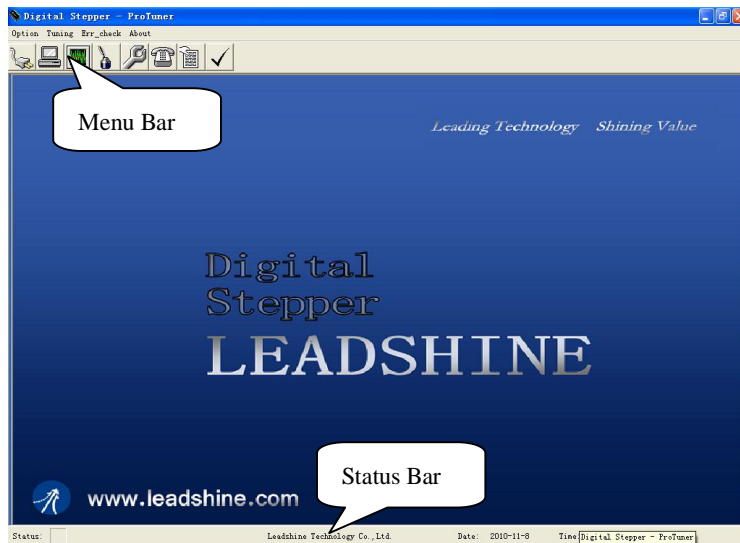 Digital Stepper - ProTuner
Option Tuning Err_check About
Menu Bar
Leading Technology Shining Value
Digital
Stepper
LEADSHINE
Status Bar
www.leadshine.com
Status: Leadshine Technology Co.,Ltd. Date: 2010-11-8 Time: Digital Stepper - ProTuner